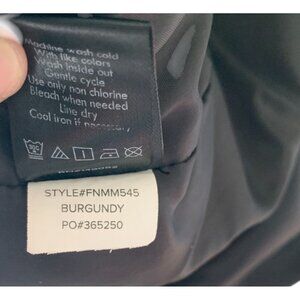 Machine wash cold
With like colors
Wash inside out
Gentle cycle
Use only non chlorine
Bleach when needed
Line dry
Cool iron if necessary
STYLE#FNMM545
BURGUNDY
PO#365250